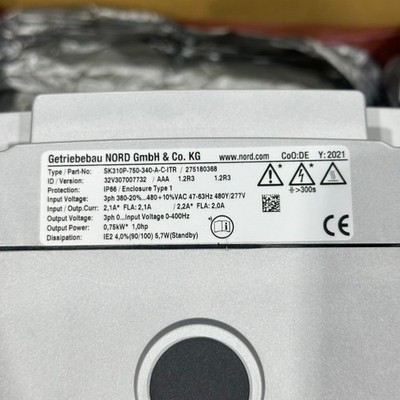 Getriebebau NORD GmbH & Co. KG www.nord.com CoO:DE Y: 2021
Type / Part-No: SK310P-750-340-A-C-ITR / 275180368
ID / Version: 32V307007732 / AAA 1.2R3 1.2R3
Protection: IP66 / Enclosure Type 1
Input Voltage: 3ph 380-20%...480+10%VAC 47-63Hz 480Y/277V
Input / Outp.Curr: 2,1A* FLA: 2,1A / 2,2A* FLA: 2,0A
Output Voltage: 3ph 0...Input Voltage 0-400Hz
Output Power: 0,75kW* 1,0hp
Dissipation: IE2 4,0%(90/100) 5,7W(Standby)
>300s
CE